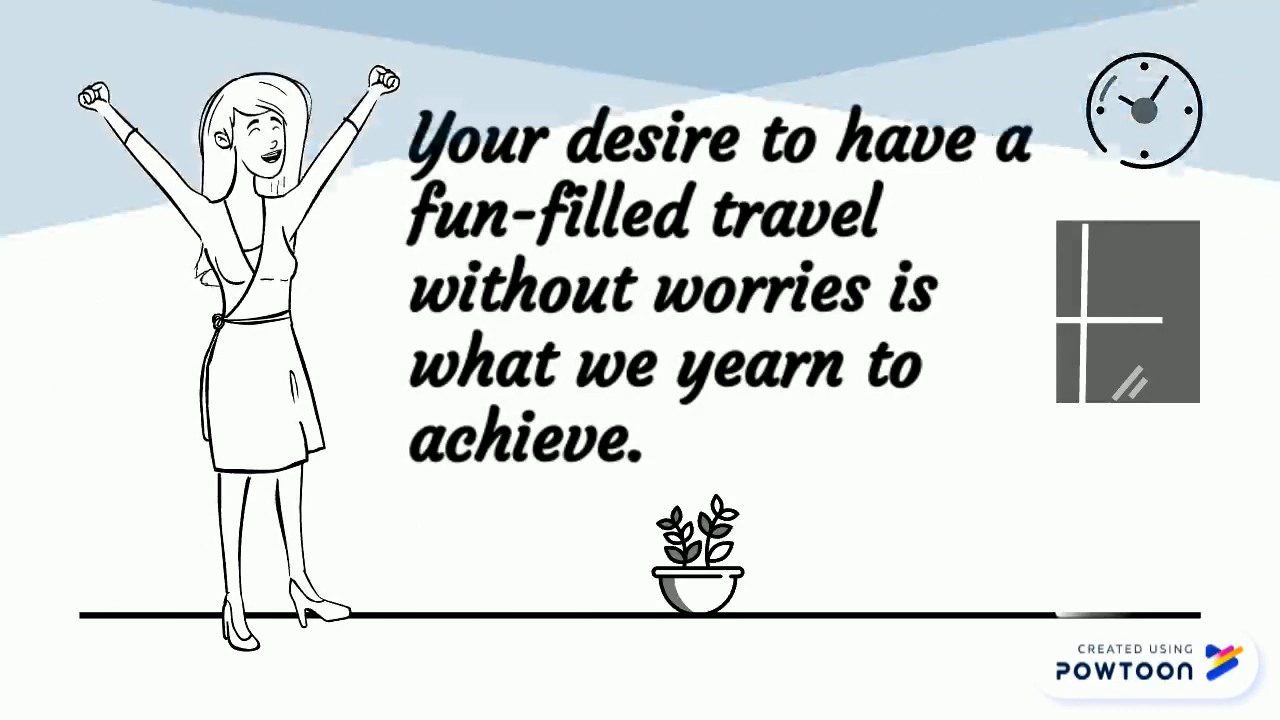 Your desire to have a
fun-filled travel
without worries is
what we yearn to
achieve.
CREATED USING
POWTOON